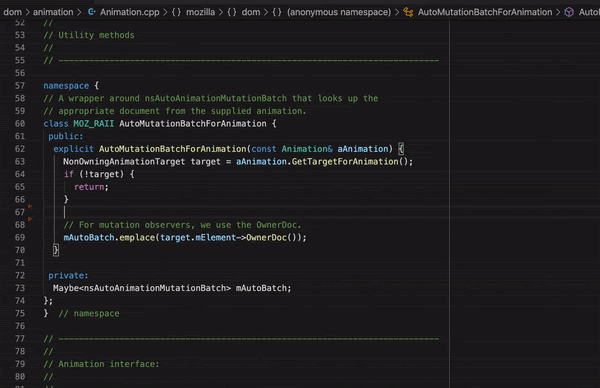 dom > animation > Animation.cpp > {} mozilla > {} dom > {} (anonymous namespace) > AutoMutationBatchForAnimation >
52 //
53 // Utility methods
54 //
55 // ---------------------------------------------------------------------------
56
57 namespace {
58 // A wrapper around nsAutoAnimationMutationBatch that looks up the
59 // appropriate document from the supplied animation.
60 class MOZ_RAII AutoMutationBatchForAnimation {
61 public:
62 explicit AutoMutationBatchForAnimation(const Animation& aAnimation) {
63 NonOwningAnimationTarget target = aAnimation.GetTargetForAnimation();
64 if (!target) {
65 return;
66 }
67
68 // For mutation observers, we use the OwnerDoc.
69 mAutoBatch.emplace(target.mElement->OwnerDoc());
70 }
71
72 private:
73 Maybe<nsAutoAnimationMutationBatch> mAutoBatch;
74 };
75 } // namespace
76
77 // ---------------------------------------------------------------------------
78 //
79 // Animation interface:
80 //